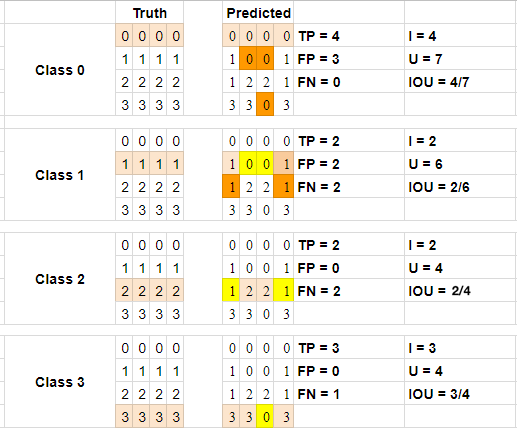 Truth Predicted
0 0 0 0 0 0 0 0 TP = 4 I = 4
1 1 1 1 1 0 0 1 FP = 3 U = 7
Class 0 2 2 2 2 1 2 2 1 FN = 0 IOU = 4/7
3 3 3 3 3 3 0 3
0 0 0 0 0 0 0 0 TP = 2 I = 2
1 1 1 1 1 0 0 1 FP = 2 U = 6
Class 1 2 2 2 2 1 2 2 1 FN = 2 IOU = 2/6
3 3 3 3 3 3 0 3
0 0 0 0 0 0 0 0 TP = 2 I = 2
1 1 1 1 1 0 0 1 FP = 0 U = 4
Class 2 2 2 2 2 1 2 2 1 FN = 2 IOU = 2/4
3 3 3 3 3 3 0 3
0 0 0 0 0 0 0 0 TP = 3 I = 3
1 1 1 1 1 0 0 1 FP = 0 U = 4
Class 3 2 2 2 2 1 2 2 1 FN = 1 IOU = 3/4
3 3 3 3 3 3 0 3